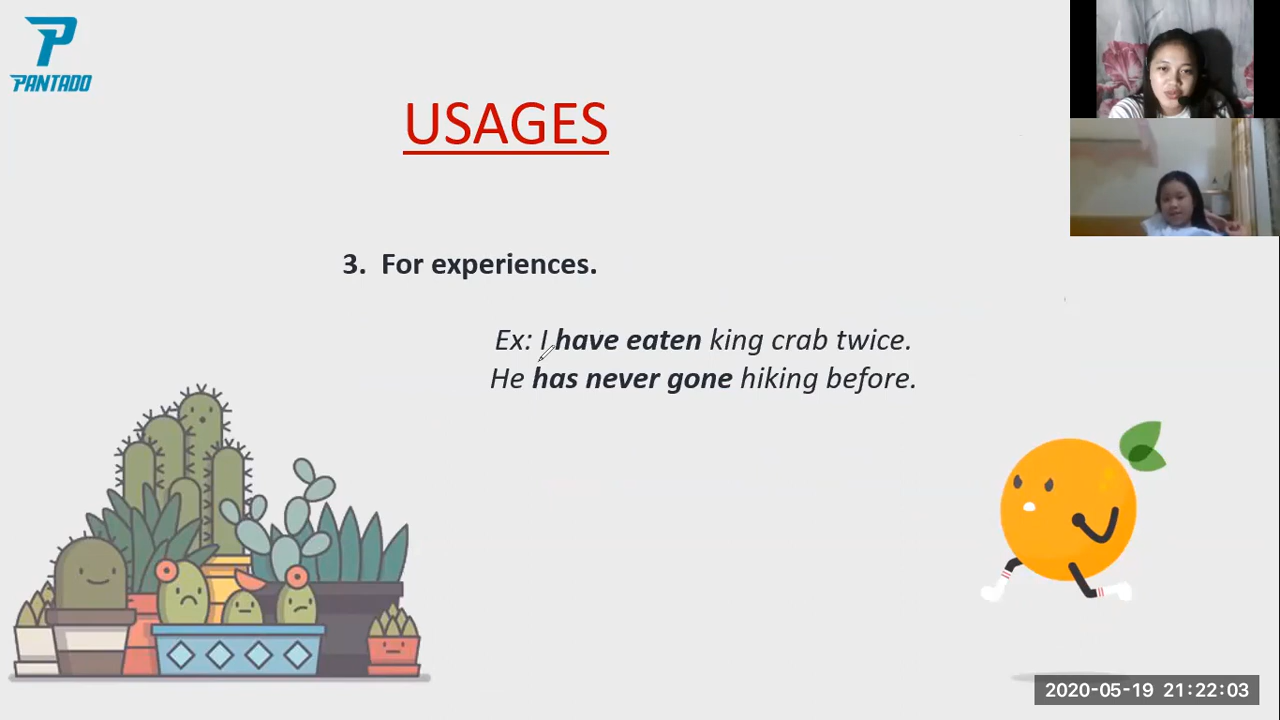 PANTADO
USAGES
3. For experiences.
Ex: I have eaten king crab twice.
He has never gone hiking before.
2020-05-19 21:22:03